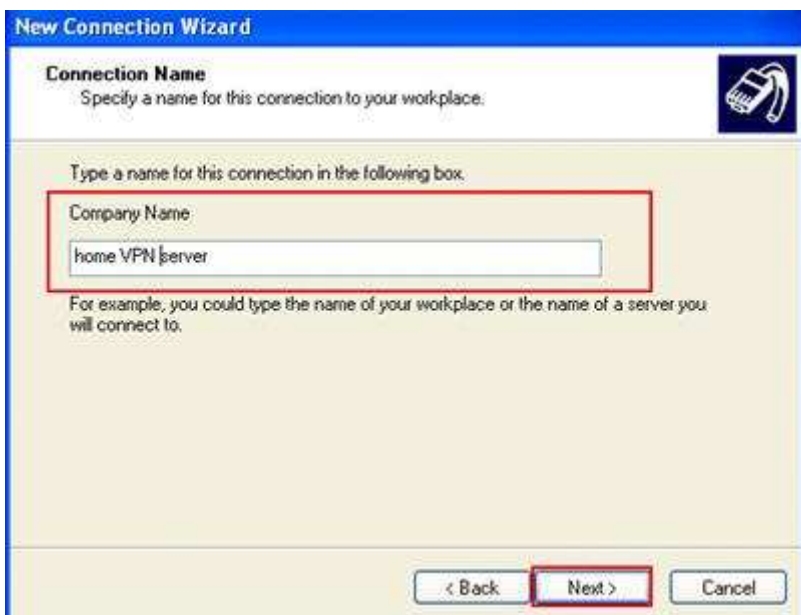 New Connection Wizard
Connection Name
Specify a name for this connection to your workplace.
Type a name for this connection in the following box.
Company Name
home VPN server
For example, you could type the name of your workplace or the name of a server you
will connect to.
< Back Next > Cancel